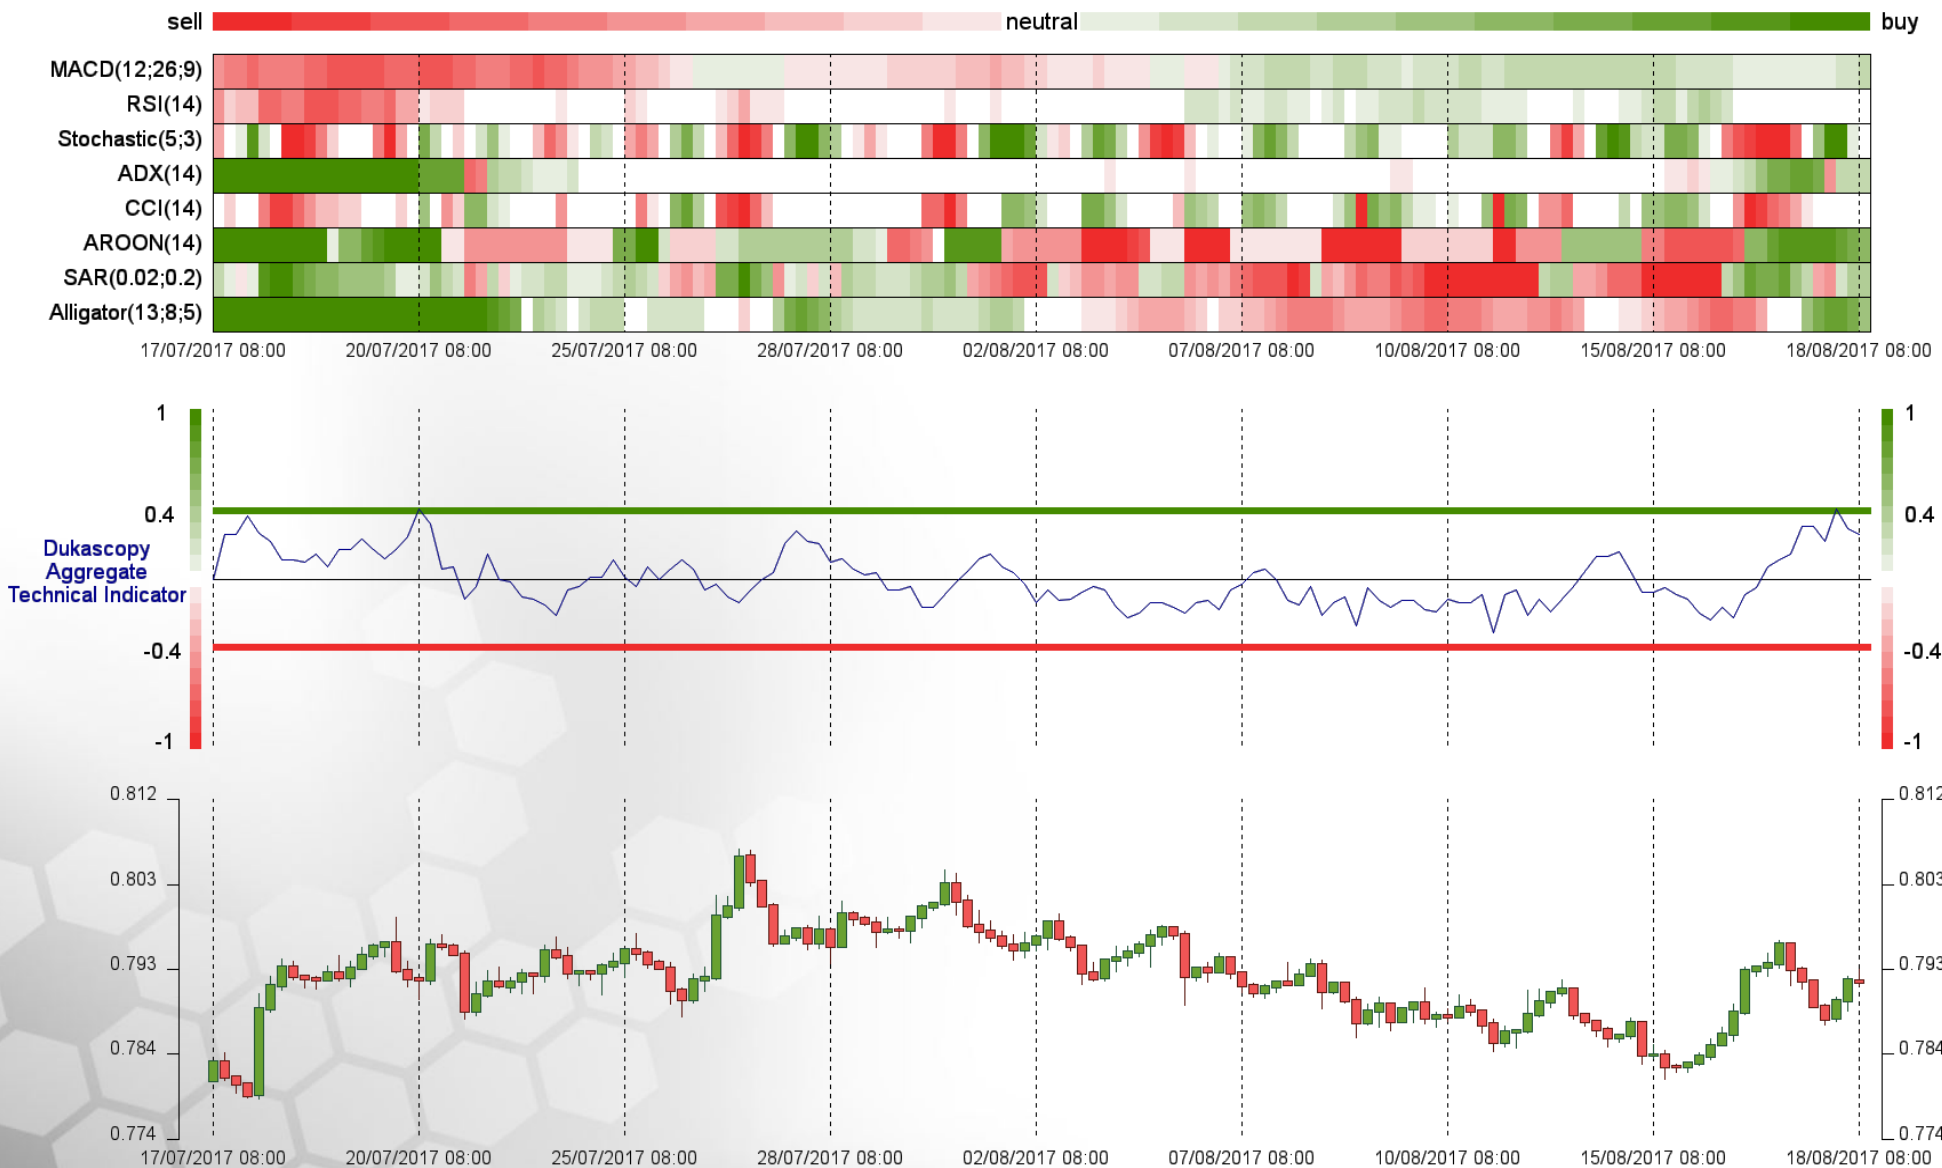 sell neutral buy
MACD(12;26;9)
RSI(14)
Stochastic(5;3)
ADX(14)
CCI(14)
AROON(14)
SAR(0.02;0.2)
Alligator(13;8;5)
17/07/2017 08:00 20/07/2017 08:00 25/07/2017 08:00 28/07/2017 08:00 02/08/2017 08:00 07/08/2017 08:00 10/08/2017 08:00 15/08/2017 08:00 18/08/2017 08:00
1 1
0.4 0.4
Dukascopy
Aggregate
Technical Indicator
-0.4 -0.4
-1 -1
0.812 0.812
0.803 0.803
0.793 0.793
0.784 0.784
0.774 0.774
17/07/2017 08:00 20/07/2017 08:00 25/07/2017 08:00 28/07/2017 08:00 02/08/2017 08:00 07/08/2017 08:00 10/08/2017 08:00 15/08/2017 08:00 18/08/2017 08:00